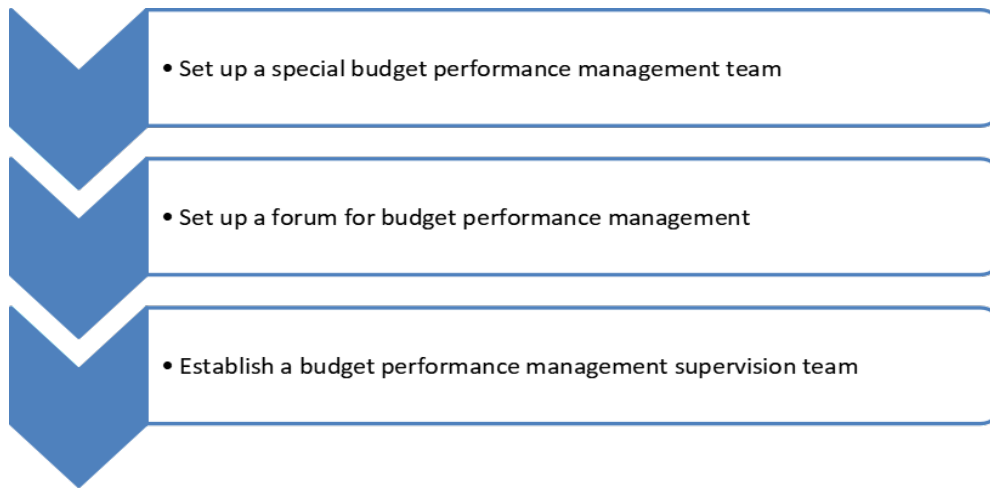 • Set up a special budget performance management team
• Set up a forum for budget performance management
• Establish a budget performance management supervision team